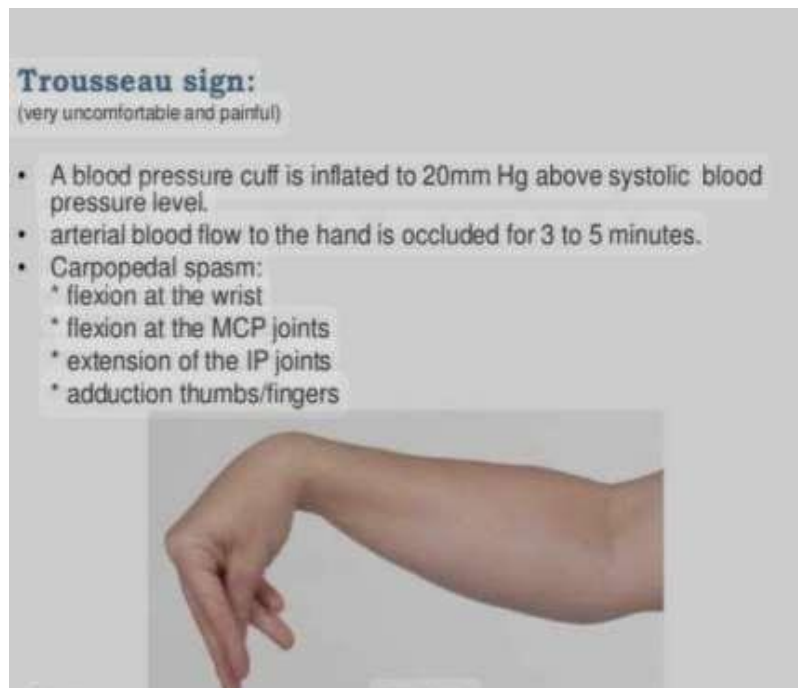 Trousseau sign:
(very uncomfortable and painful)
• A blood pressure cuff is inflated to 20mm Hg above systolic blood
pressure level.
• arterial blood flow to the hand is occluded for 3 to 5 minutes.
• Carpopedal spasm:
* flexion at the wrist
* flexion at the MCP joints
* extension of the IP joints
* adduction thumbs/fingers